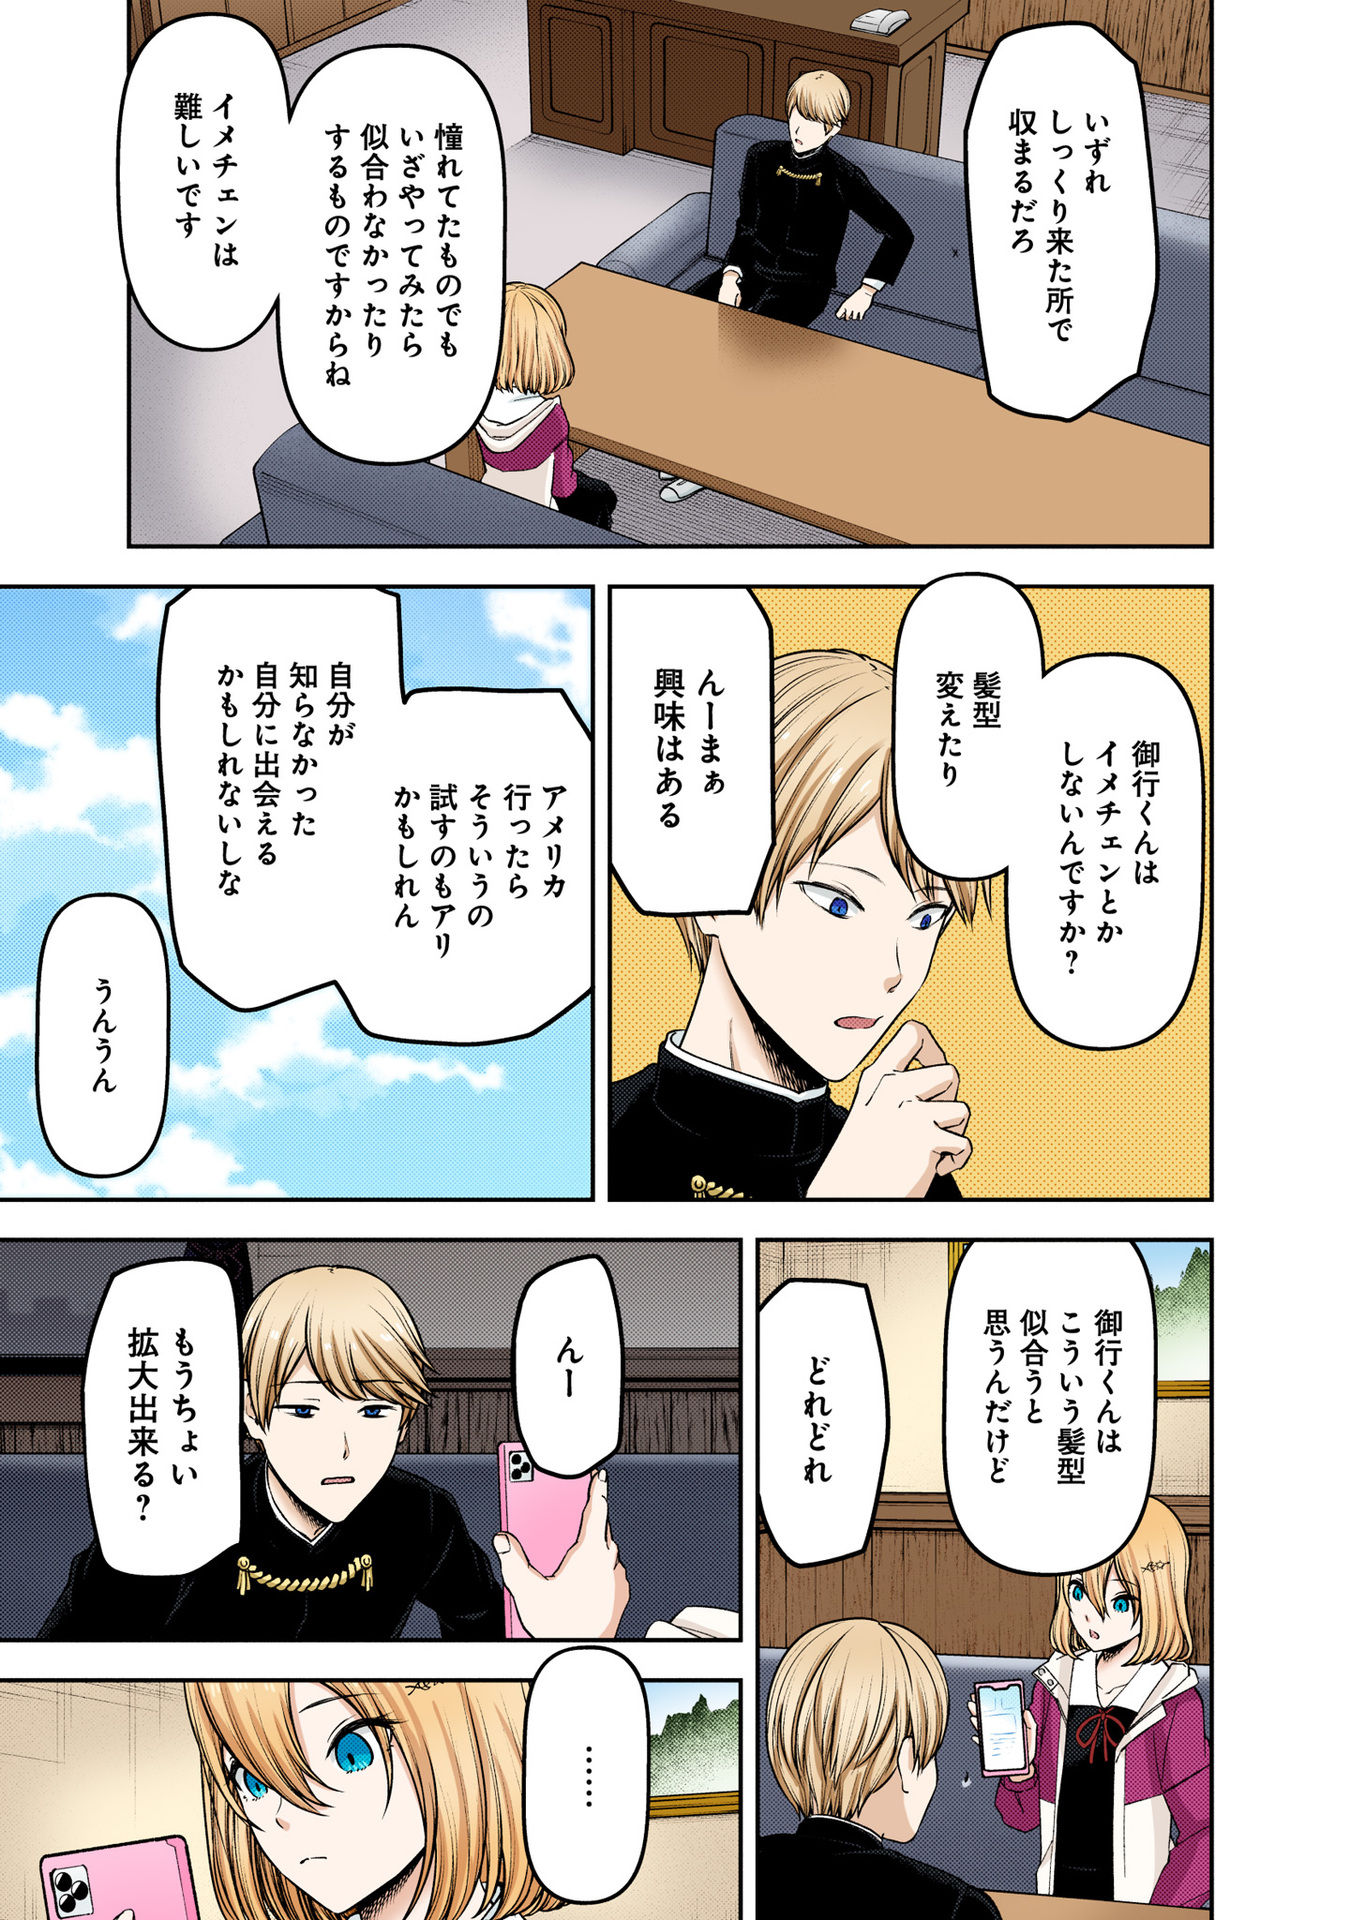 いずれ
しっくり来た所で
収まるだろ
憧れてたものでも
いざやってみたら
似合わなかったり
するものですからね
イメチェンは
難しいです
御行くんは
イメチェンとか
しないんですか?
髪型
変えたり
んーまぁ
興味はある
アメリカ
行ったら
そういうの
試すのもアリ
かもしれん
自分が
知らなかった
自分に出会える
かもしれないしな
うんうん
御行くんは
こういう髪型
似合うと
思うんだけど
どれどれ
んー
もうちょい
拡大出来る?
……